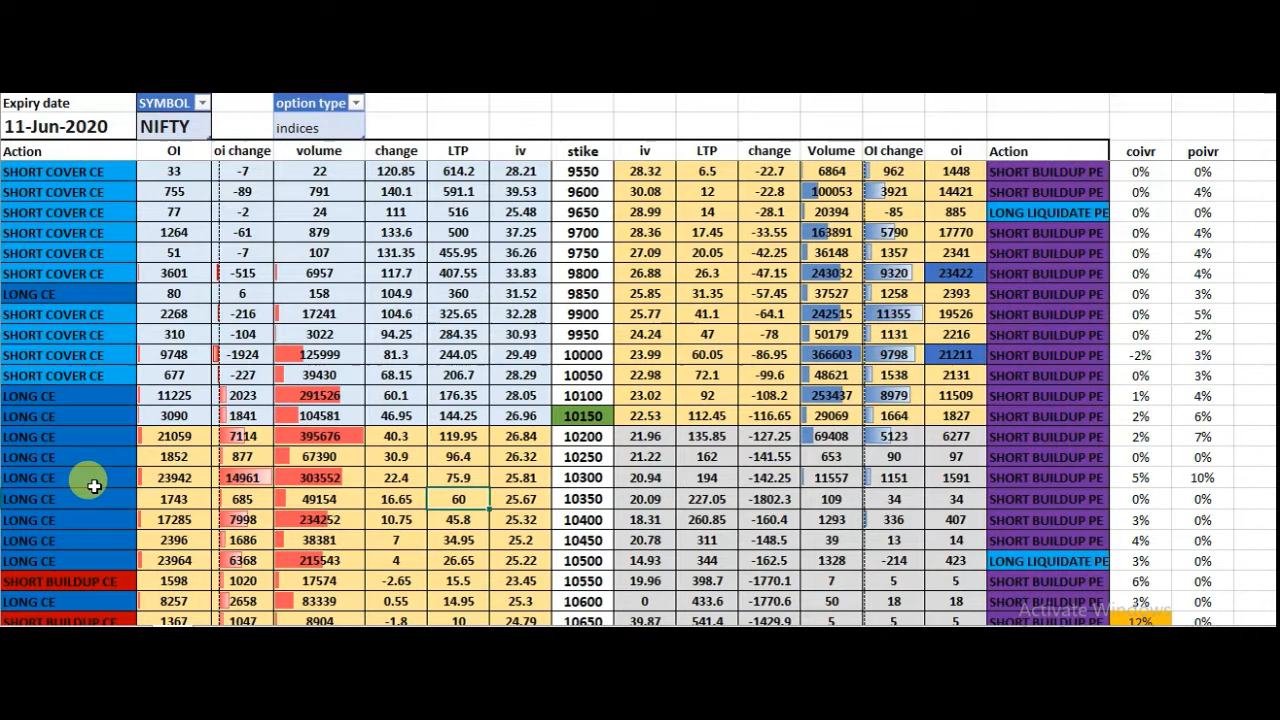 Expiry date SYMBOL option type
11-Jun-2020 NIFTY indices
Action OI oi change volume change LTP iv stike iv LTP change Volume OI change oi Action coivr poivr
SHORT COVER CE 33 -7 22 120.85 614.2 28.21 9550 28.32 6.5 -22.7 6864 962 1448 SHORT BUILDUP PE 0% 0%
SHORT COVER CE 755 -89 791 140.1 591.1 39.53 9600 30.08 12 -22.8 100053 3921 14421 SHORT BUILDUP PE 0% 4%
SHORT COVER CE 77 -2 24 111 516 25.48 9650 28.99 14 -28.1 20394 -85 885 LONG LIQUIDATE PE 0% 0%
SHORT COVER CE 1264 -61 879 133.6 500 37.25 9700 28.36 17.45 -33.55 163891 5790 17770 SHORT BUILDUP PE 0% 4%
SHORT COVER CE 51 -7 107 131.35 455.95 36.26 9750 27.09 20.05 -42.25 36148 1357 2341 SHORT BUILDUP PE 0% 4%
SHORT COVER CE 3601 -515 6957 117.7 407.55 33.83 9800 26.88 26.3 -47.15 243032 9320 23422 SHORT BUILDUP PE 0% 4%
LONG CE 80 6 158 104.9 360 31.52 9850 25.85 31.35 -57.45 37527 1258 2393 SHORT BUILDUP PE 0% 3%
SHORT COVER CE 2268 -216 17241 104.6 325.65 32.28 9900 25.77 41.1 -64.1 242515 11355 19526 SHORT BUILDUP PE 0% 5%
SHORT COVER CE 310 -104 3022 94.25 284.35 30.93 9950 24.24 47 -78 50179 1131 2216 SHORT BUILDUP PE 0% 2%
SHORT COVER CE 9748 -1924 125999 81.3 244.05 29.49 10000 23.99 60.05 -86.95 366603 9798 21211 SHORT BUILDUP PE -2% 3%
SHORT COVER CE 677 -227 39430 68.15 206.7 28.29 10050 22.98 72.1 -99.6 48621 1538 2131 SHORT BUILDUP PE 0% 3%
LONG CE 11225 2023 291526 60.1 176.35 28.05 10100 23.02 92 -108.2 253437 8979 11509 SHORT BUILDUP PE 1% 4%
LONG CE 3090 1841 104581 46.95 144.25 26.96 10150 22.53 112.45 -116.65 29069 1664 1827 SHORT BUILDUP PE 2% 6%
LONG CE 21059 7114 395676 40.3 119.95 26.84 10200 21.96 135.85 -127.25 69408 5123 6277 SHORT BUILDUP PE 2% 7%
LONG CE 1852 877 67390 30.9 96.4 26.32 10250 21.22 162 -141.55 653 90 97 SHORT BUILDUP PE 0% 0%
LONG CE 23942 14961 303552 22.4 75.9 25.81 10300 20.94 194 -142.25 11557 1151 1591 SHORT BUILDUP PE 5% 10%
LONG CE 1743 685 49154 16.65 60 25.67 10350 20.09 227.05 -1802.3 109 34 34 SHORT BUILDUP PE 0% 0%
LONG CE 17285 7998 234252 10.75 45.8 25.32 10400 18.31 260.85 -160.4 1293 336 407 SHORT BUILDUP PE 3% 0%
LONG CE 2396 1686 38381 7 34.95 25.2 10450 20.78 311 -148.5 39 13 14 SHORT BUILDUP PE 4% 0%
LONG CE 23964 6368 215543 4 26.65 25.22 10500 14.93 344 -162.5 1328 -214 423 LONG LIQUIDATE PE 3% 0%
SHORT BUILDUP CE 1598 1020 17574 -2.65 15.5 23.45 10550 19.96 398.7 -1770.1 7 5 5 SHORT BUILDUP PE 6% 0%
LONG CE 8257 2658 83339 0.55 14.95 25.3 10600 0 433.6 -1770.6 50 18 18 SHORT BUILDUP PE 3% 0%
SHORT BUILDUP CE 1367 1047 8904 -1.8 10 24.79 10650 39.87 541.4 -1429.9 5 5 5 SHORT BUILDUP PE 12% 0%
Activate Windows